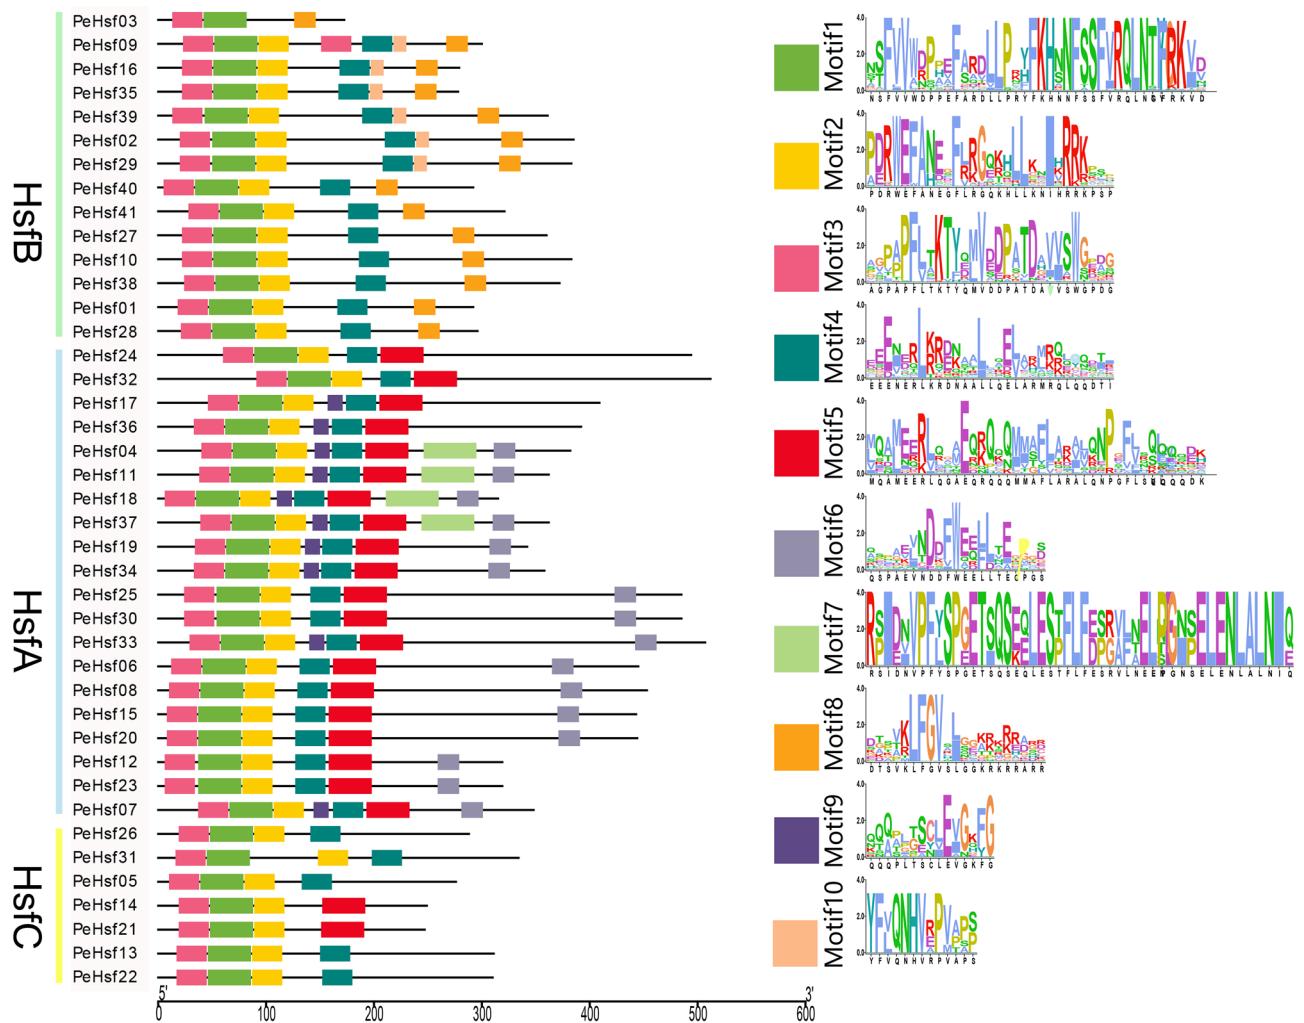 PeHsf03
PeHsf09
PeHsf16
PeHsf35
PeHsf39
PeHsf02
PeHsf29
PeHsf40
PeHsf41
PeHsf27
PeHsf10
PeHsf38
PeHsf01
PeHsf28
HsfB
PeHsf24
PeHsf32
PeHsf17
PeHsf36
PeHsf04
PeHsf11
PeHsf18
PeHsf37
PeHsf19
PeHsf34
PeHsf25
PeHsf30
PeHsf33
PeHsf06
PeHsf08
PeHsf15
PeHsf20
PeHsf12
PeHsf23
PeHsf07
HsfA
PeHsf26
PeHsf31
PeHsf05
PeHsf14
PeHsf21
PeHsf13
PeHsf22
HsfC
5' 3'
0 100 200 300 400 500 600
Motif1
N S F V V W D P P E F A R D L L P R Y F K H N N F S S F V R Q L N
Motif2
P D R W E F A N E G F L R G Q K H L L K N I H R R K P S P
Motif3
A G P A P F L T K T Y Q M V D D P A T D A V S W G P D G
Motif4
E E E N E R L K R D N A A L L Q E L A R M R Q L Q Q D T I
Motif5
M Q A M E E R L Q A A E Q R Q Q Q M M A F L A R A L Q N P G F L S
Motif6
Q S P A E V N D D F W E E L L T E P G S
Motif7
R S I D N V P F Y S P G E T S Q S E Q L E S T F L F E S R V L N E E P G N S E L E N L A L N I Q
Motif8
D T S V K L F G V S L G G K R K R R A R R
Motif9
Q Q Q P L T S C L E V G K F G
Motif10
Y F V Q N H V R P V A P S